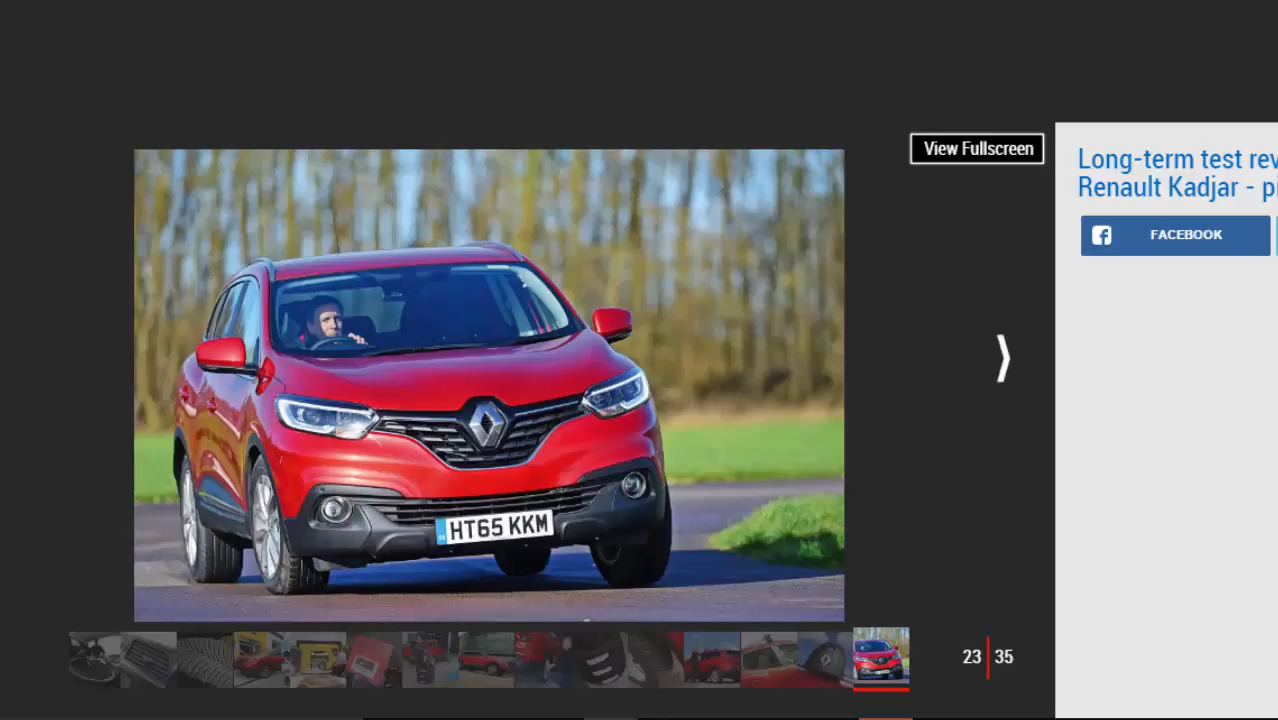 View Fullscreen
Long-term test rev
Renault Kadjar - pi
FACEBOOK
HT65 KKM
23 35